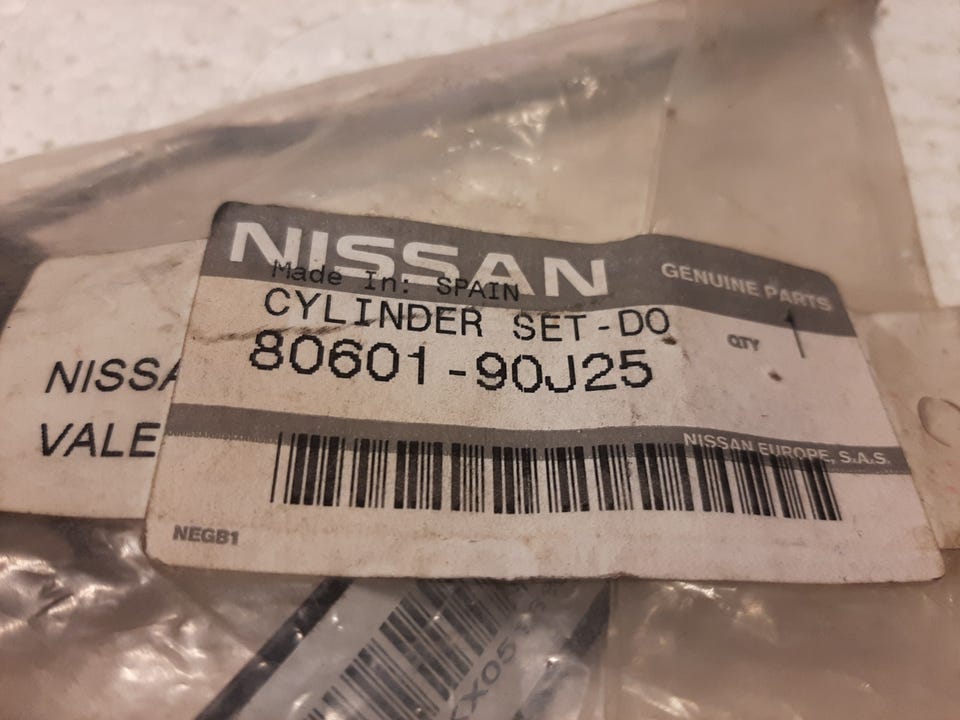 NISSAN
GENUINE PARTS
Made In: SPAIN
CYLINDER SET-DO
QTY 1
80601-90J25
NISSA
VALE
NISSAN EUROPE, S.A.S.
NEGB1